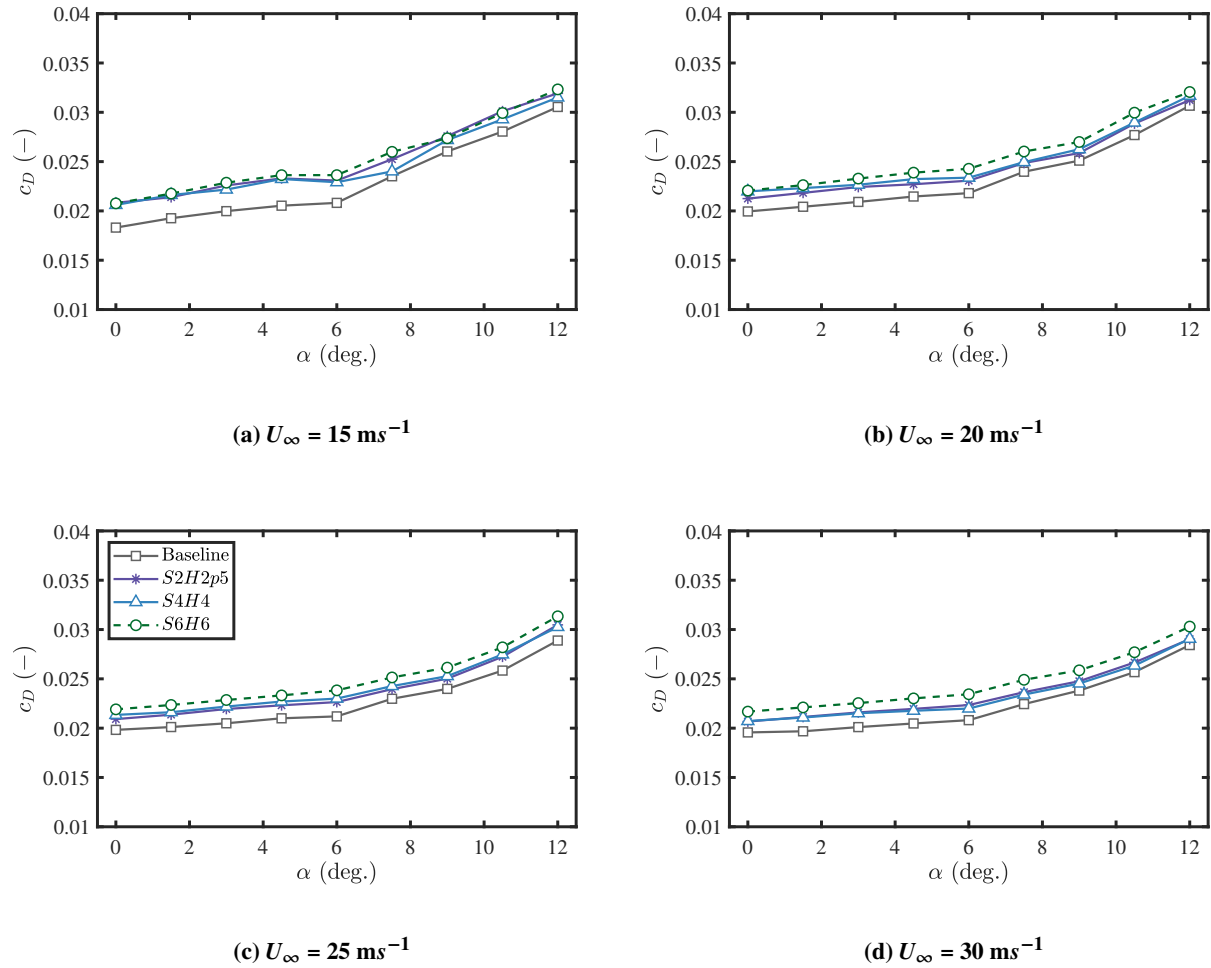 0.04
0.035
0.03
0.025
0.02
0.015
0.01
c_D (−)
0 2 4 6 8 10 12
α (deg.)
(a) U∞ = 15 ms⁻¹
0.04
0.035
0.03
0.025
0.02
0.015
0.01
c_D (−)
0 2 4 6 8 10 12
α (deg.)
(b) U∞ = 20 ms⁻¹
0.04
0.035
0.03
0.025
0.02
0.015
0.01
c_D (−)
Baseline
S2H2p5
S4H4
S6H6
0 2 4 6 8 10 12
α (deg.)
(c) U∞ = 25 ms⁻¹
0.04
0.035
0.03
0.025
0.02
0.015
0.01
c_D (−)
0 2 4 6 8 10 12
α (deg.)
(d) U∞ = 30 ms⁻¹